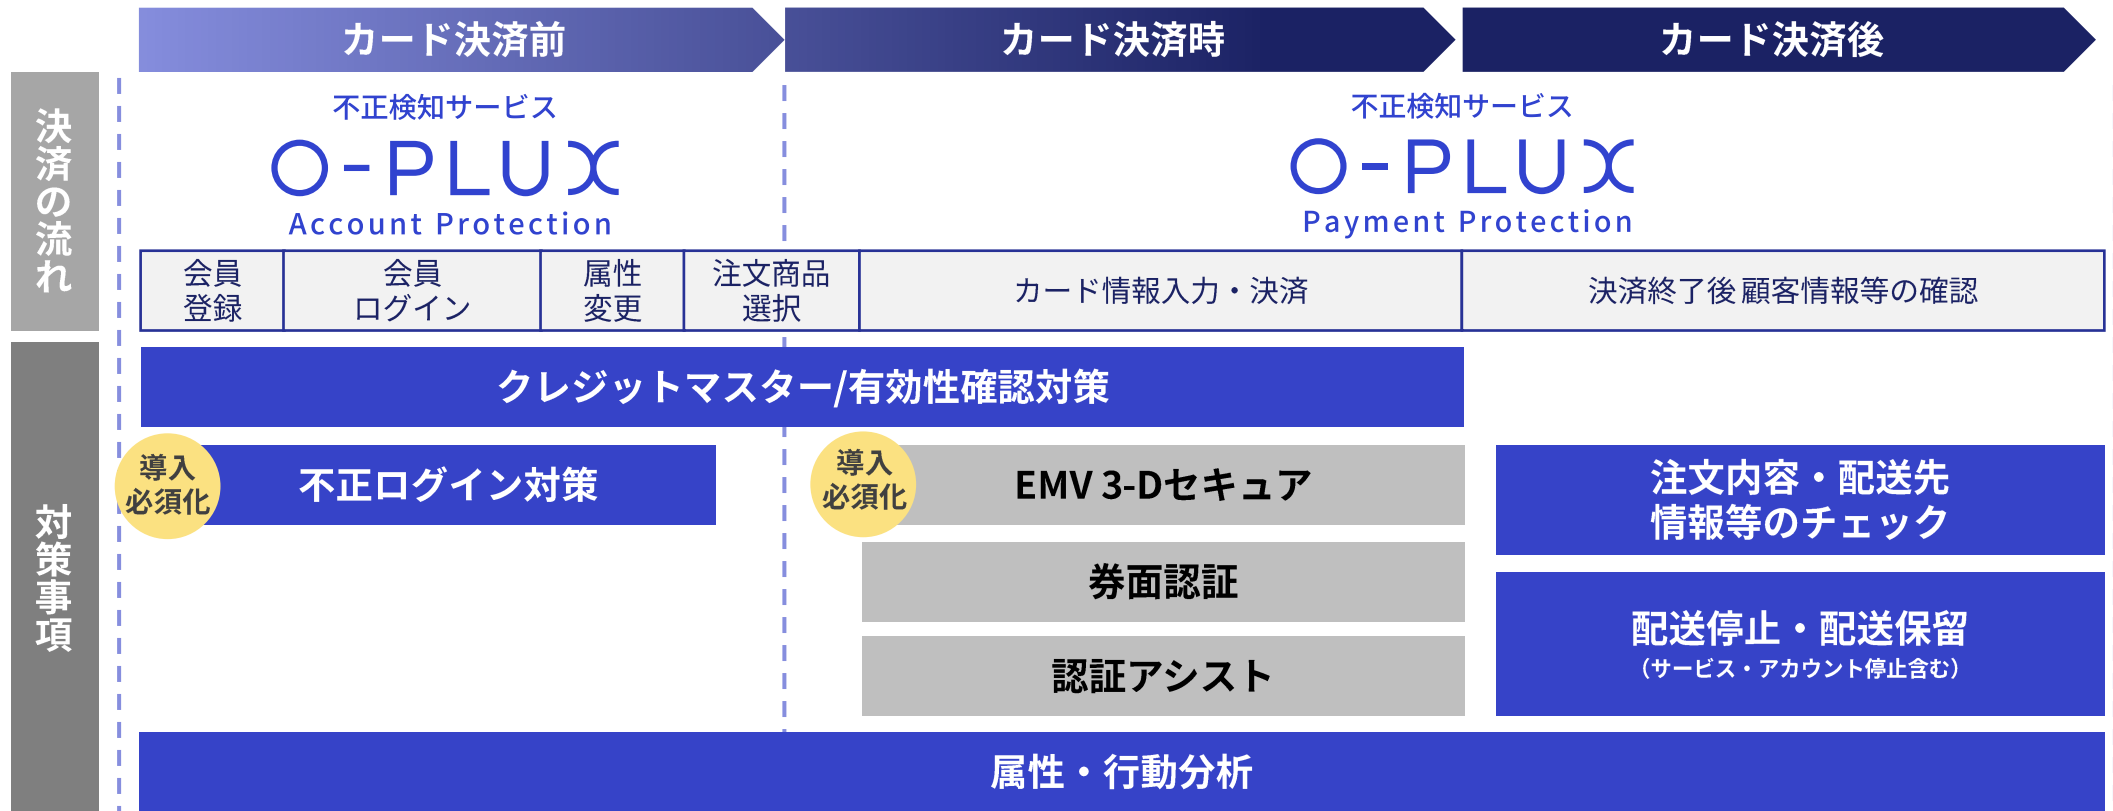 カード決済前
カード決済時
カード決済後
決済の流れ
不正検知サービス
O-PLUX
Account Protection
不正検知サービス
O-PLUX
Payment Protection
会員
登録
会員
ログイン
属性
変更
注文商品
選択
カード情報入力・決済
決済終了後 顧客情報等の確認
対策事項
クレジットマスター/有効性確認対策
導入
必須化
不正ログイン対策
導入
必須化
EMV 3-Dセキュア
注文内容・配送先
情報等のチェック
券面認証
認証アシスト
配送停止・配送保留
（サービス・アカウント停止含む）
属性・行動分析